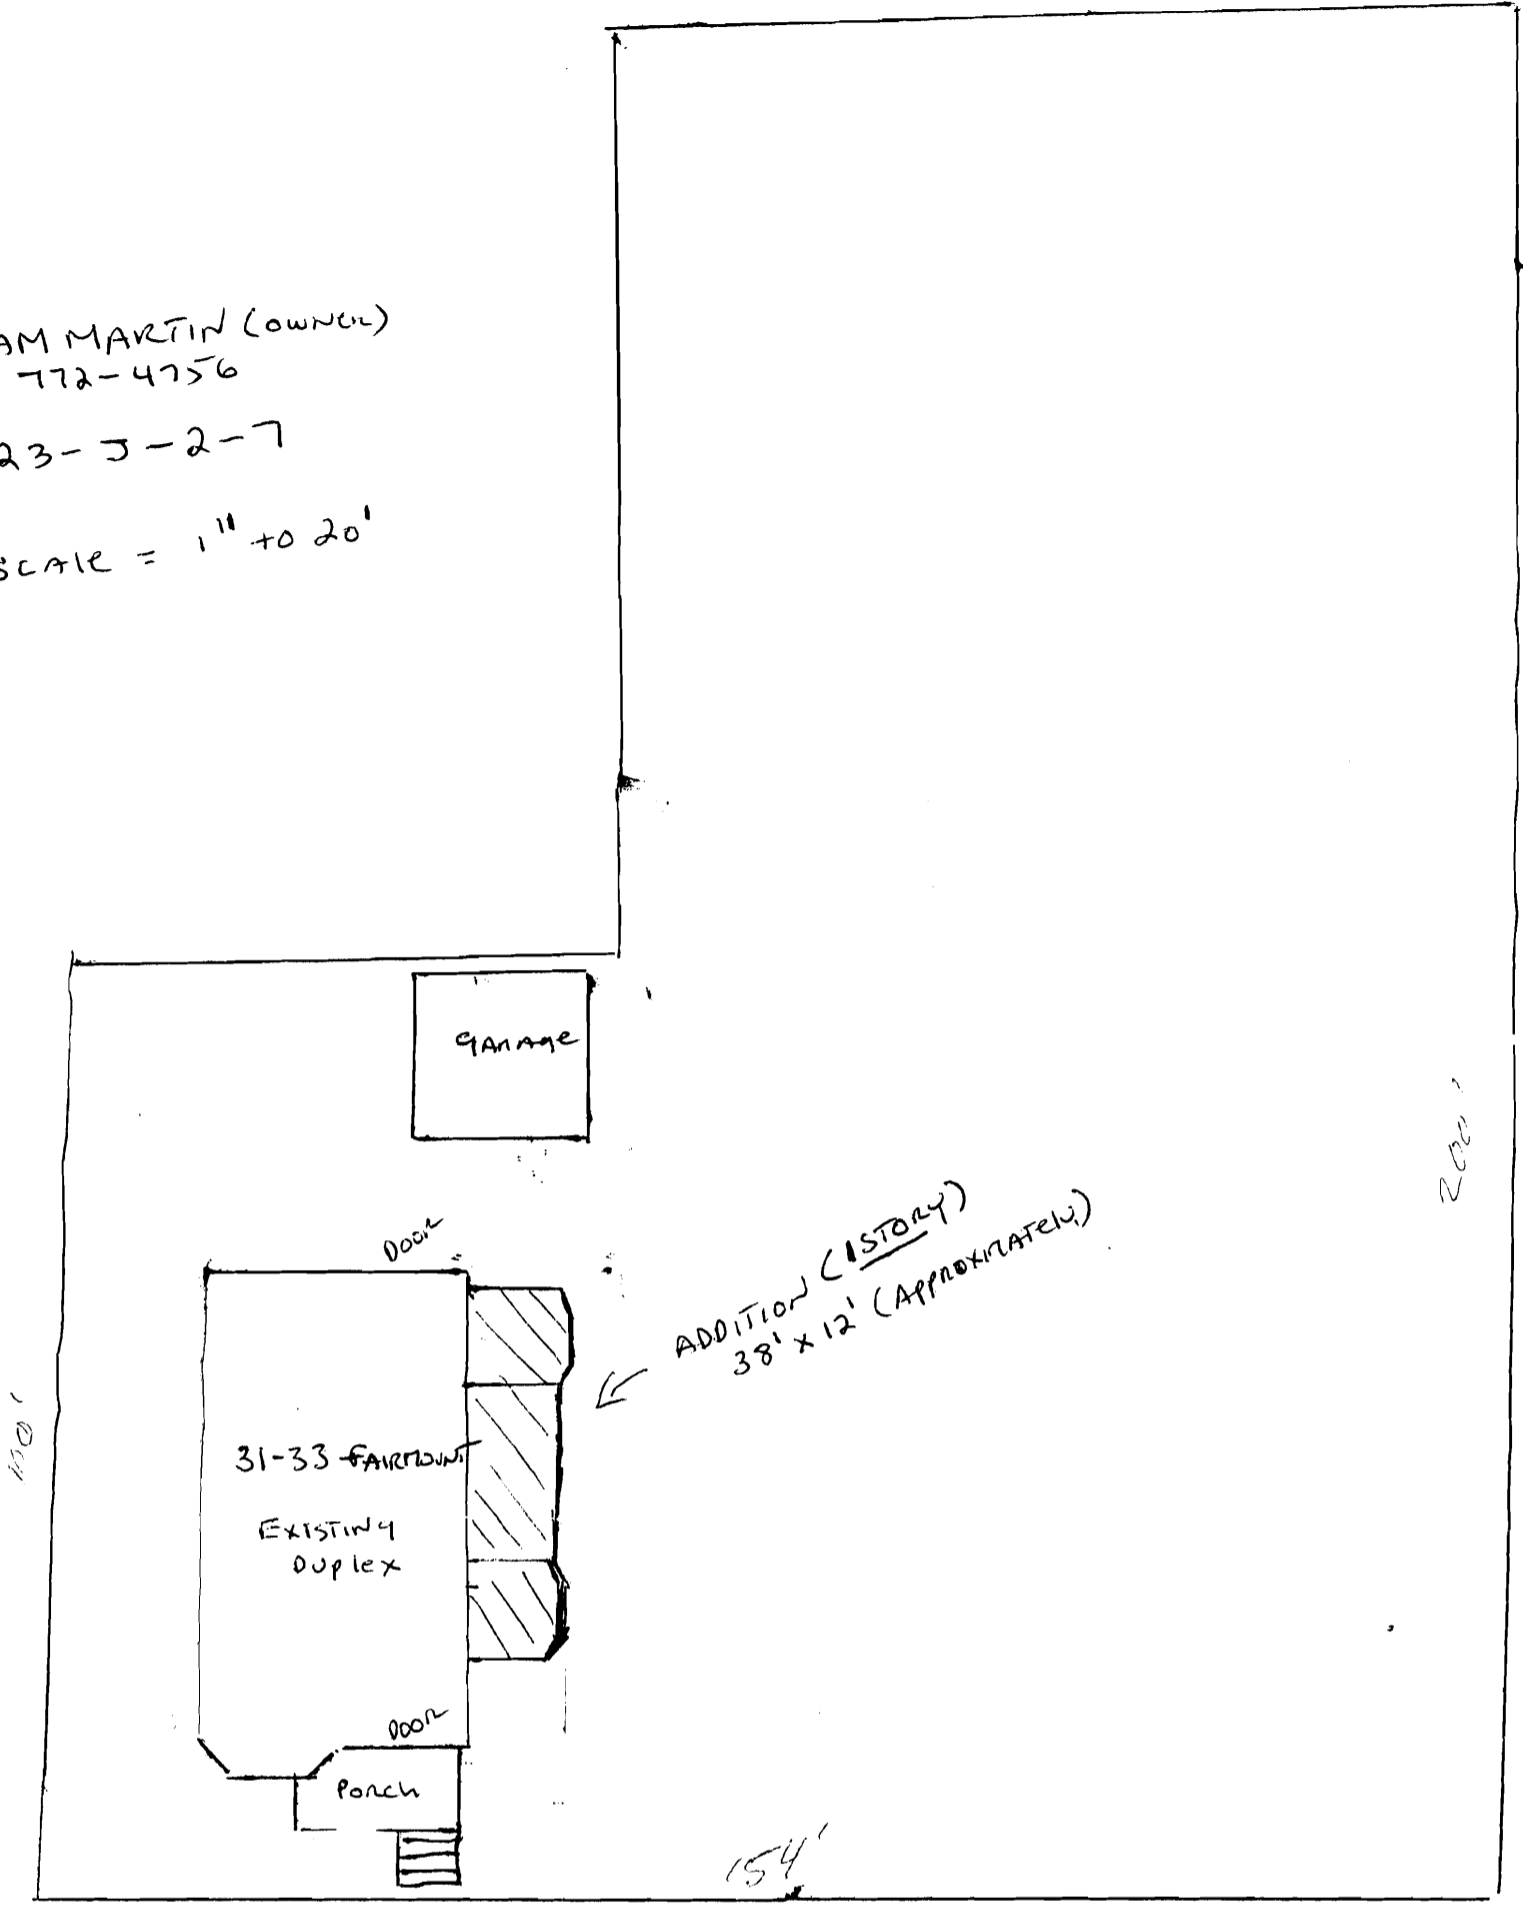 AM MARTIN (OWNER)
772-4756
23-J-2-7
SCALE = 1" to 20'
GARAGE
200'
DOOR
ADDITION (1 STORY)
38' x 12' (APPROXIMATELY)
100'
31-33 FAIRMOUNT
EXISTING
Duplex
DOOR
Porch
154'